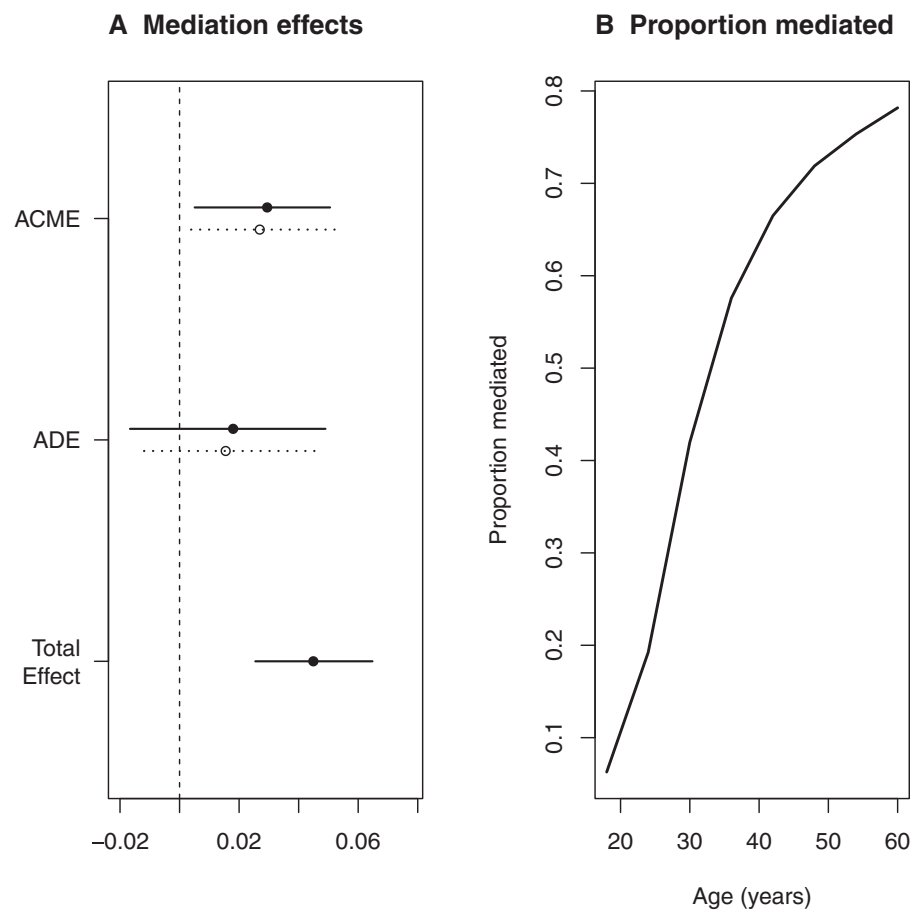 A Mediation effects
ACME
ADE
Total
Effect
−0.02
0.02
0.06
B Proportion mediated
Proportion mediated
0.8
0.7
0.6
0.5
0.4
0.3
0.2
0.1
20
30
40
50
60
Age (years)